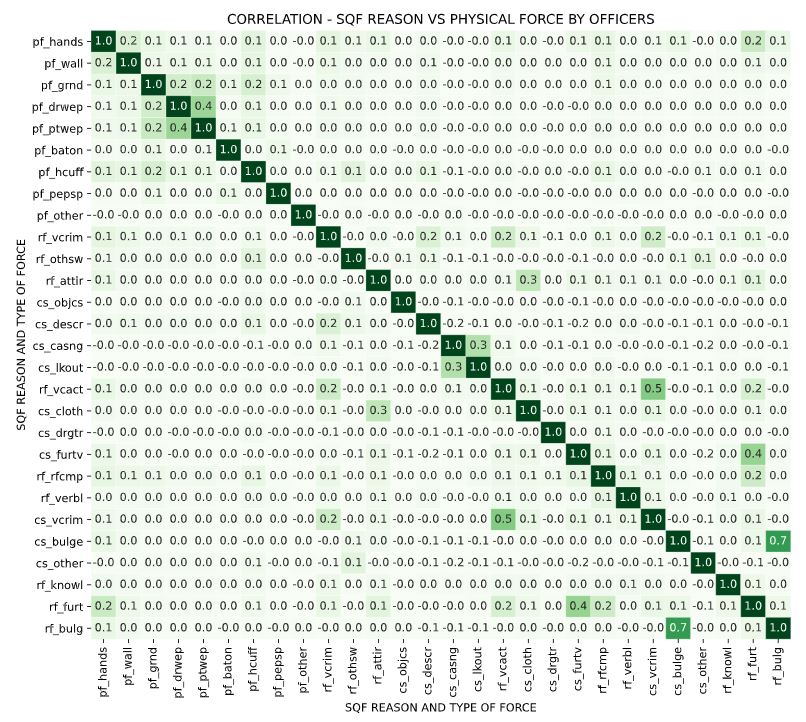 CORRELATION - SQF REASON VS PHYSICAL FORCE BY OFFICERS
pf_hands 1.0 0.2 0.1 0.1 0.1 0.0 0.1 0.0 -0.0 0.1 0.1 0.1 0.0 0.0 -0.0 -0.0 0.1 0.0 -0.0 0.1 0.1 0.0 0.1 0.1 -0.0 0.0 0.2 0.1
pf_wall 0.2 1.0 0.1 0.1 0.1 0.0 0.1 0.0 -0.0 0.1 0.0 0.0 0.0 0.1 -0.0 -0.0 0.0 0.0 0.0 0.0 0.1 0.0 0.0 0.0 0.0 0.0 0.1 0.0
pf_grnd 0.1 0.1 1.0 0.2 0.2 0.1 0.2 0.1 0.0 0.0 0.0 0.0 0.0 0.0 -0.0 -0.0 0.0 0.0 -0.0 0.0 0.1 0.0 0.0 0.0 0.0 0.0 0.0 0.0
pf_drwep 0.1 0.1 0.2 1.0 0.4 0.0 0.1 0.0 0.0 0.1 0.0 0.0 0.0 0.0 -0.0 -0.0 0.0 0.0 -0.0 -0.0 0.0 0.0 0.0 0.0 0.0 0.0 0.0 0.0
pf_ptwep 0.1 0.1 0.2 0.4 1.0 0.1 0.1 0.0 0.0 0.0 0.0 0.0 0.0 0.0 -0.0 -0.0 0.0 0.0 -0.0 -0.0 0.0 0.0 0.0 0.0 0.0 0.0 0.0 0.0
pf_baton 0.0 0.0 0.1 0.0 0.1 1.0 0.0 0.1 -0.0 0.0 0.0 0.0 -0.0 0.0 -0.0 -0.0 0.0 -0.0 -0.0 0.0 0.0 0.0 0.0 0.0 0.0 0.0 0.0 0.0
pf_hcuff 0.1 0.1 0.2 0.1 0.1 0.0 1.0 0.0 -0.0 0.0 0.1 0.0 0.0 0.1 -0.1 -0.0 0.0 0.0 0.0 -0.0 0.1 0.0 0.0 -0.0 0.1 0.0 0.1 0.0
pf_pepsp 0.0 0.0 0.1 0.0 0.0 0.1 0.0 1.0 -0.0 0.0 0.0 0.0 0.0 0.0 -0.0 -0.0 0.0 -0.0 -0.0 0.0 0.0 0.0 0.0 0.0 0.0 0.0 0.0 -0.0
pf_other -0.0 -0.0 0.0 0.0 0.0 -0.0 -0.0 -0.0 1.0 -0.0 0.0 -0.0 0.0 -0.0 -0.0 -0.0 -0.0 -0.0 -0.0 -0.0 -0.0 0.0 -0.0 -0.0 0.0 -0.0 -0.0 -0.0
rf_vcrim 0.1 0.1 0.0 0.1 0.0 0.0 0.0 0.0 -0.0 1.0 -0.0 0.0 0.0 0.2 0.1 0.0 0.2 0.0 -0.1 0.0 0.1 0.0 0.2 -0.0 -0.1 0.0 0.1 -0.0
rf_othsw 0.1 0.0 0.0 0.0 0.0 0.0 0.1 0.0 0.0 -0.0 1.0 -0.0 0.1 0.1 -0.1 -0.1 0.0 -0.0 -0.0 -0.1 0.0 0.0 -0.0 0.1 0.1 0.0 0.0 0.1
rf_attir 0.1 0.0 0.0 0.0 0.0 0.0 0.0 0.0 -0.0 0.0 -0.0 1.0 0.0 0.0 0.0 0.0 0.1 0.3 -0.0 0.1 0.1 0.1 0.1 -0.0 -0.0 0.0 0.1 0.0
cs_objcs 0.0 0.0 0.0 0.0 0.0 -0.0 0.0 0.0 0.0 0.0 0.1 0.0 1.0 -0.0 -0.1 -0.0 0.0 0.0 0.0 -0.1 0.0 0.0 0.0 -0.0 -0.0 0.0 -0.0 0.0
cs_descr 0.0 0.1 0.0 0.0 0.0 0.0 0.1 0.0 -0.0 0.2 0.1 0.0 -0.0 1.0 -0.2 -0.1 -0.0 0.0 -0.1 -0.2 0.0 0.0 -0.0 -0.1 -0.1 0.0 -0.0 -0.1
cs_casng -0.0 -0.0 -0.0 -0.0 -0.0 -0.0 -0.1 -0.0 -0.0 0.1 -0.1 0.0 -0.1 -0.2 1.0 0.3 0.1 -0.0 -0.1 -0.1 -0.0 0.0 -0.0 -0.1 -0.2 0.0 -0.0 -0.1
cs_lkout -0.0 -0.0 -0.0 -0.0 -0.0 -0.0 -0.0 -0.0 -0.0 0.0 -0.1 0.0 -0.0 -0.1 0.3 1.0 0.0 0.0 -0.0 -0.0 -0.0 0.0 0.0 -0.1 -0.1 0.0 0.0 -0.1
rf_vcact 0.1 0.0 0.0 0.0 0.0 0.0 0.0 0.0 -0.0 0.2 0.0 0.1 0.0 -0.0 0.1 0.0 1.0 0.1 -0.0 0.1 0.1 0.1 0.5 -0.0 -0.1 0.0 0.2 -0.0
cs_cloth 0.0 0.0 0.0 0.0 0.0 -0.0 0.0 -0.0 -0.0 0.0 -0.0 0.3 0.0 0.0 -0.0 0.0 0.1 1.0 -0.0 0.1 0.0 0.0 0.1 0.0 -0.0 0.0 0.1 0.0
cs_drgtr -0.0 0.0 -0.0 -0.0 -0.0 -0.0 0.0 -0.0 -0.0 -0.1 -0.0 -0.0 0.0 -0.1 -0.1 -0.0 -0.0 -0.0 1.0 -0.0 0.1 0.0 -0.0 -0.1 -0.1 0.0 -0.0 -0.0
cs_furtv 0.1 0.0 0.0 -0.0 -0.0 0.0 -0.0 0.0 -0.0 0.0 -0.1 0.1 -0.1 -0.2 -0.1 -0.0 0.1 0.1 -0.0 1.0 0.1 0.0 0.1 0.0 -0.2 -0.0 0.4 0.0
rf_rfcmp 0.1 0.1 0.1 0.0 0.0 0.0 0.1 0.0 -0.0 0.1 0.0 0.1 0.0 0.0 -0.0 -0.0 0.1 0.0 0.1 0.1 1.0 0.1 0.0 -0.0 -0.0 0.0 0.2 0.0
rf_verbl 0.0 0.0 0.0 0.0 0.0 0.0 0.0 0.0 0.0 0.0 0.0 0.1 0.0 0.0 0.0 0.0 0.1 0.0 0.0 0.0 0.1 1.0 0.1 -0.0 -0.0 0.1 0.0 -0.0
cs_vcrim 0.1 0.0 0.0 0.0 0.0 0.0 0.0 0.0 -0.0 0.2 -0.0 0.1 0.0 -0.0 -0.0 0.0 0.5 0.1 -0.0 0.1 0.0 0.1 1.0 -0.0 -0.1 0.0 0.1 -0.0
cs_bulge 0.1 0.0 0.0 0.0 0.0 0.0 -0.0 0.0 -0.0 -0.0 0.1 -0.0 -0.0 -0.1 -0.1 -0.1 -0.0 0.0 -0.1 0.0 -0.0 -0.0 -0.0 1.0 -0.1 0.0 0.1 0.7
cs_other -0.0 0.0 0.0 0.0 0.0 0.0 0.1 0.0 0.0 -0.1 0.1 -0.0 -0.0 -0.1 -0.2 -0.1 -0.1 -0.0 -0.1 -0.2 -0.0 -0.0 -0.1 -0.1 1.0 0.0 -0.1 -0.0
rf_knowl 0.0 0.0 0.0 0.0 0.0 0.0 0.0 0.0 -0.0 0.0 0.0 0.0 0.0 0.0 0.0 0.0 0.0 0.0 0.0 -0.0 0.0 0.1 0.0 0.0 0.0 1.0 0.1 0.0
rf_furt 0.2 0.1 0.0 0.0 0.0 0.0 0.1 0.0 -0.0 0.1 0.0 0.1 -0.0 -0.0 -0.0 0.0 0.2 0.1 -0.0 0.4 0.2 0.0 0.1 0.1 -0.1 0.1 1.0 0.1
rf_bulg 0.1 0.0 0.0 0.0 0.0 0.0 0.0 -0.0 -0.0 -0.0 0.1 0.0 0.0 -0.1 -0.1 -0.1 -0.0 0.0 -0.0 0.0 0.0 -0.0 -0.0 0.7 -0.0 0.0 0.1 1.0
SQF REASON AND TYPE OF FORCE
pf_hands pf_wall pf_grnd pf_drwep pf_ptwep pf_baton pf_hcuff pf_pepsp pf_other rf_vcrim rf_othsw rf_attir cs_objcs cs_descr cs_casng cs_lkout rf_vcact cs_cloth cs_drgtr cs_furtv rf_rfcmp rf_verbl cs_vcrim cs_bulge cs_other rf_knowl rf_furt rf_bulg
SQF REASON AND TYPE OF FORCE